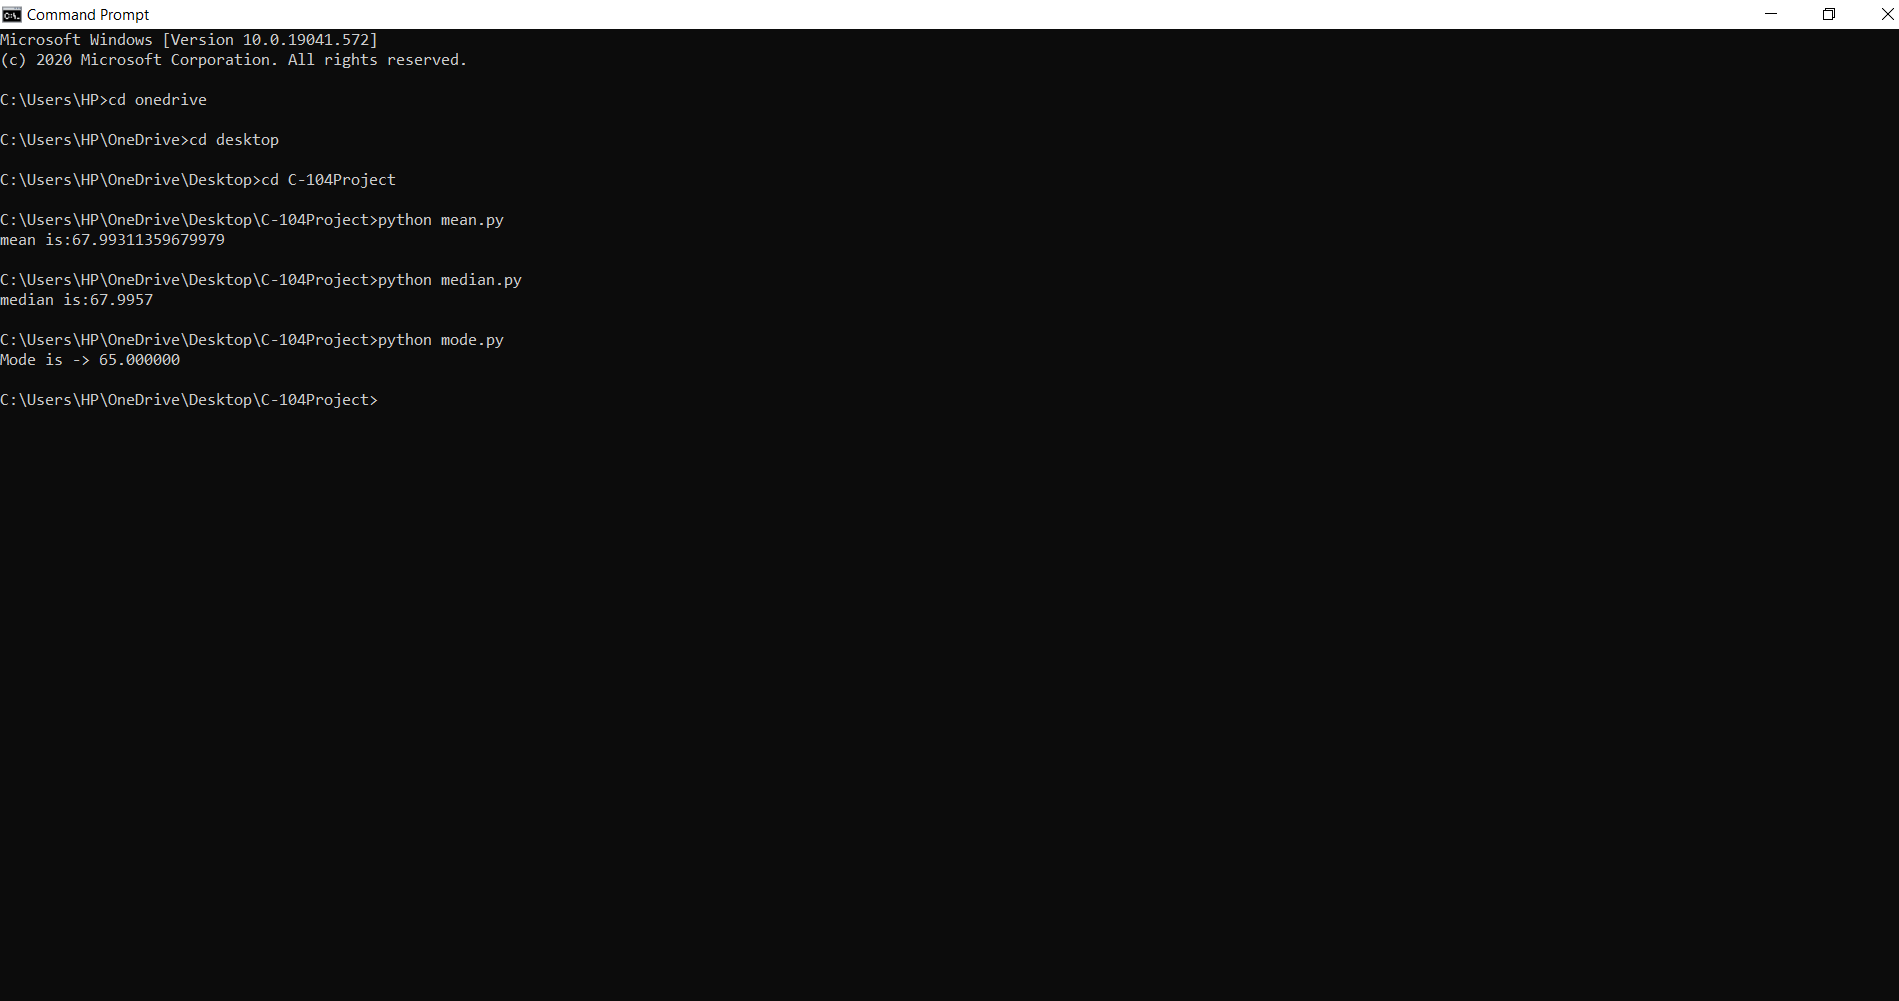 Command Prompt
Microsoft Windows [Version 10.0.19041.572]
(c) 2020 Microsoft Corporation. All rights reserved.
C:\Users\HP>cd onedrive
C:\Users\HP\OneDrive>cd desktop
C:\Users\HP\OneDrive\Desktop>cd C-104Project
C:\Users\HP\OneDrive\Desktop\C-104Project>python mean.py
mean is:67.99311359679979
C:\Users\HP\OneDrive\Desktop\C-104Project>python median.py
median is:67.9957
C:\Users\HP\OneDrive\Desktop\C-104Project>python mode.py
Mode is -> 65.000000
C:\Users\HP\OneDrive\Desktop\C-104Project>